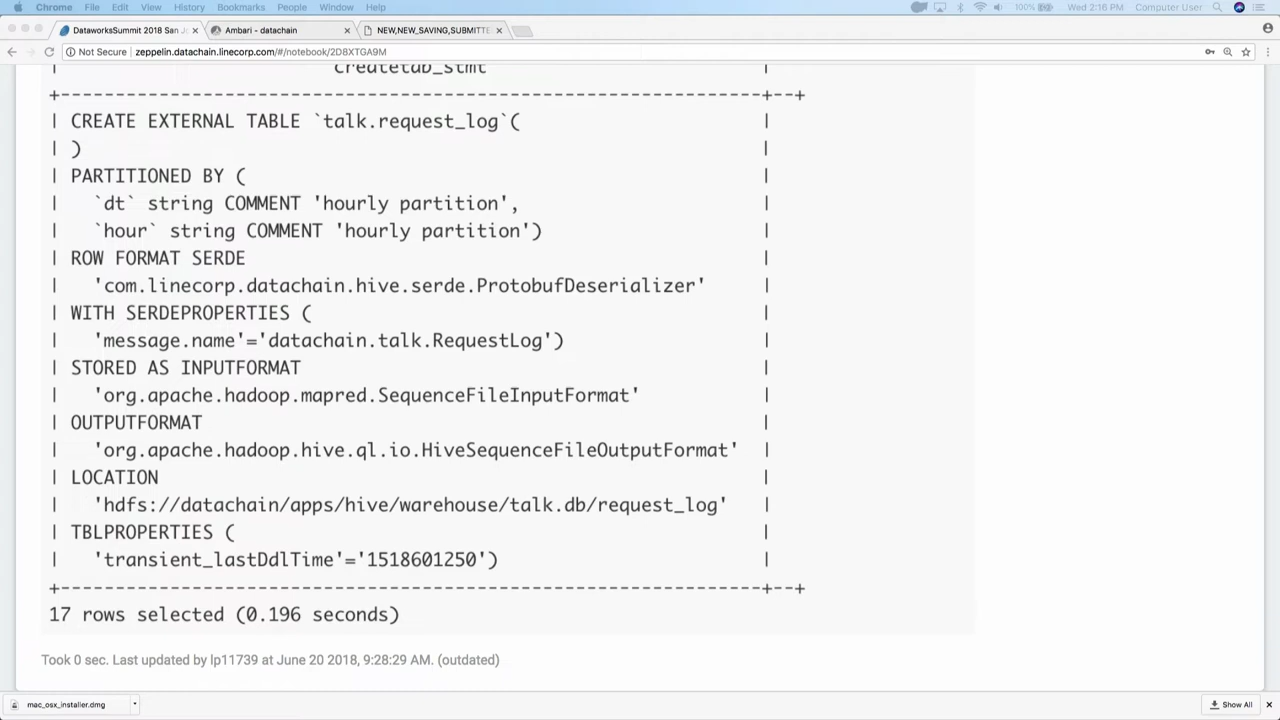 Chrome File Edit View History Bookmarks People Window Help 100% Wed 2:16 PM Computer User
DataworksSummit 2018 San Jo
Ambari - datachain
NEW,NEW_SAVING,SUBMITTE
Not Secure | zeppelin.datachain.linecorp.com/#/notebook/2D8XTGA9M
| createtab_stmt |
+----------------------------------------------------------------+--+
| CREATE EXTERNAL TABLE `talk.request_log`( |
| ) |
| PARTITIONED BY ( |
| `dt` string COMMENT 'hourly partition', |
| `hour` string COMMENT 'hourly partition') |
| ROW FORMAT SERDE |
| 'com.linecorp.datachain.hive.serde.ProtobufDeserializer' |
| WITH SERDEPROPERTIES ( |
| 'message.name'='datachain.talk.RequestLog') |
| STORED AS INPUTFORMAT |
| 'org.apache.hadoop.mapred.SequenceFileInputFormat' |
| OUTPUTFORMAT |
| 'org.apache.hadoop.hive.ql.io.HiveSequenceFileOutputFormat' |
| LOCATION |
| 'hdfs://datachain/apps/hive/warehouse/talk.db/request_log' |
| TBLPROPERTIES ( |
| 'transient_lastDdlTime'='1518601250') |
+----------------------------------------------------------------+--+
17 rows selected (0.196 seconds)
Took 0 sec. Last updated by lp11739 at June 20 2018, 9:28:29 AM. (outdated)
mac_osx_installer.dmg
Show All